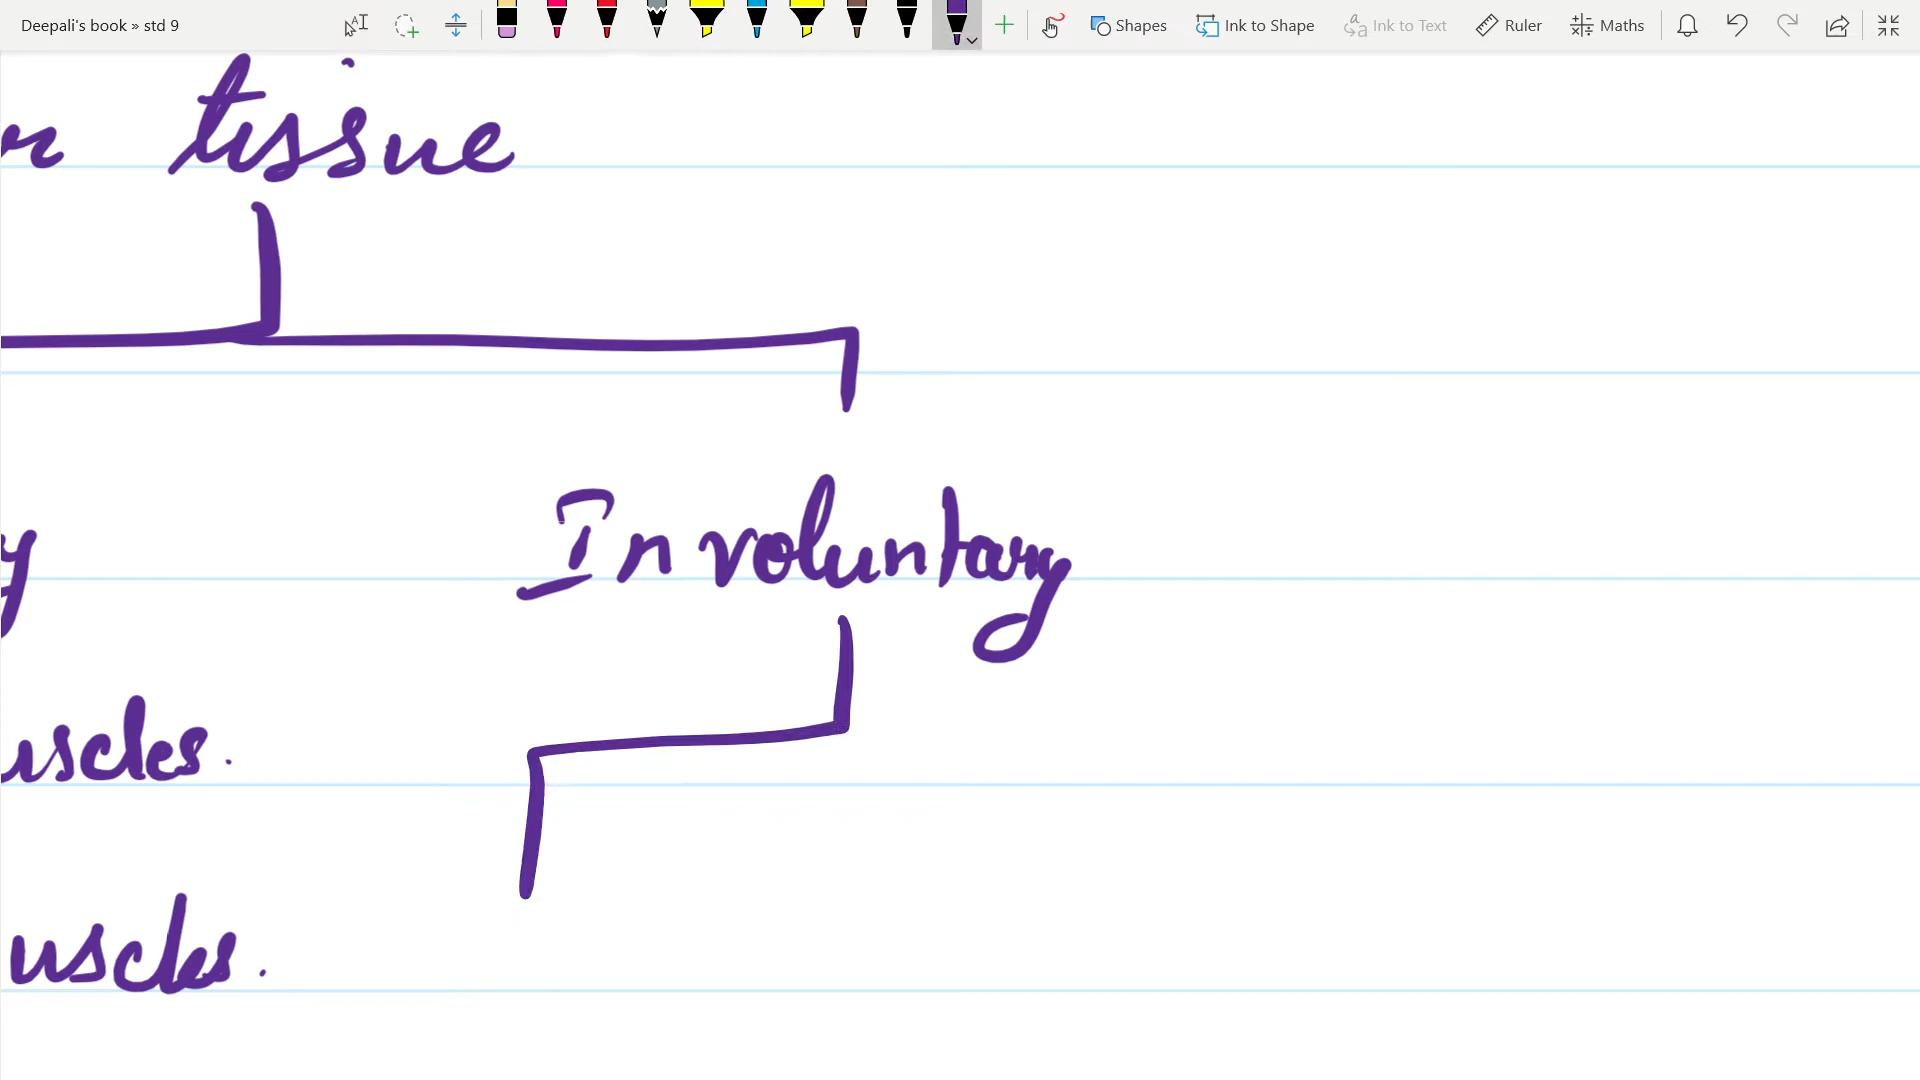 Deepali's book » std 9
Shapes Ink to Shape Ink to Text Ruler Maths
tissue
Involuntary
uscles.
uscles.